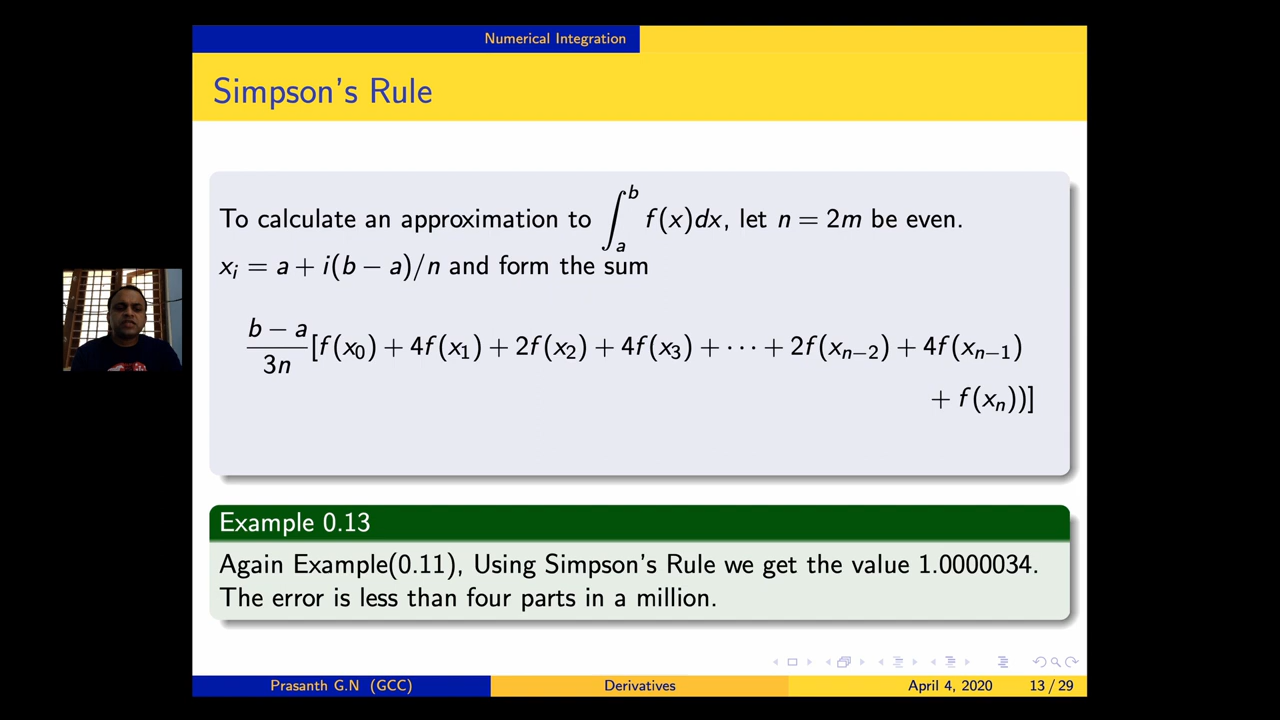 Numerical Integration
Simpson's Rule
To calculate an approximation to ∫_a^b f(x)dx, let n = 2m be even.
x_i = a + i(b − a)/n and form the sum
(b − a)/3n [f(x_0) + 4f(x_1) + 2f(x_2) + 4f(x_3) + ⋯ + 2f(x_{n−2}) + 4f(x_{n−1})
+ f(x_n))]
Example 0.13
Again Example(0.11), Using Simpson's Rule we get the value 1.0000034.
The error is less than four parts in a million.
Prasanth G.N (GCC) Derivatives April 4, 2020 13 / 29